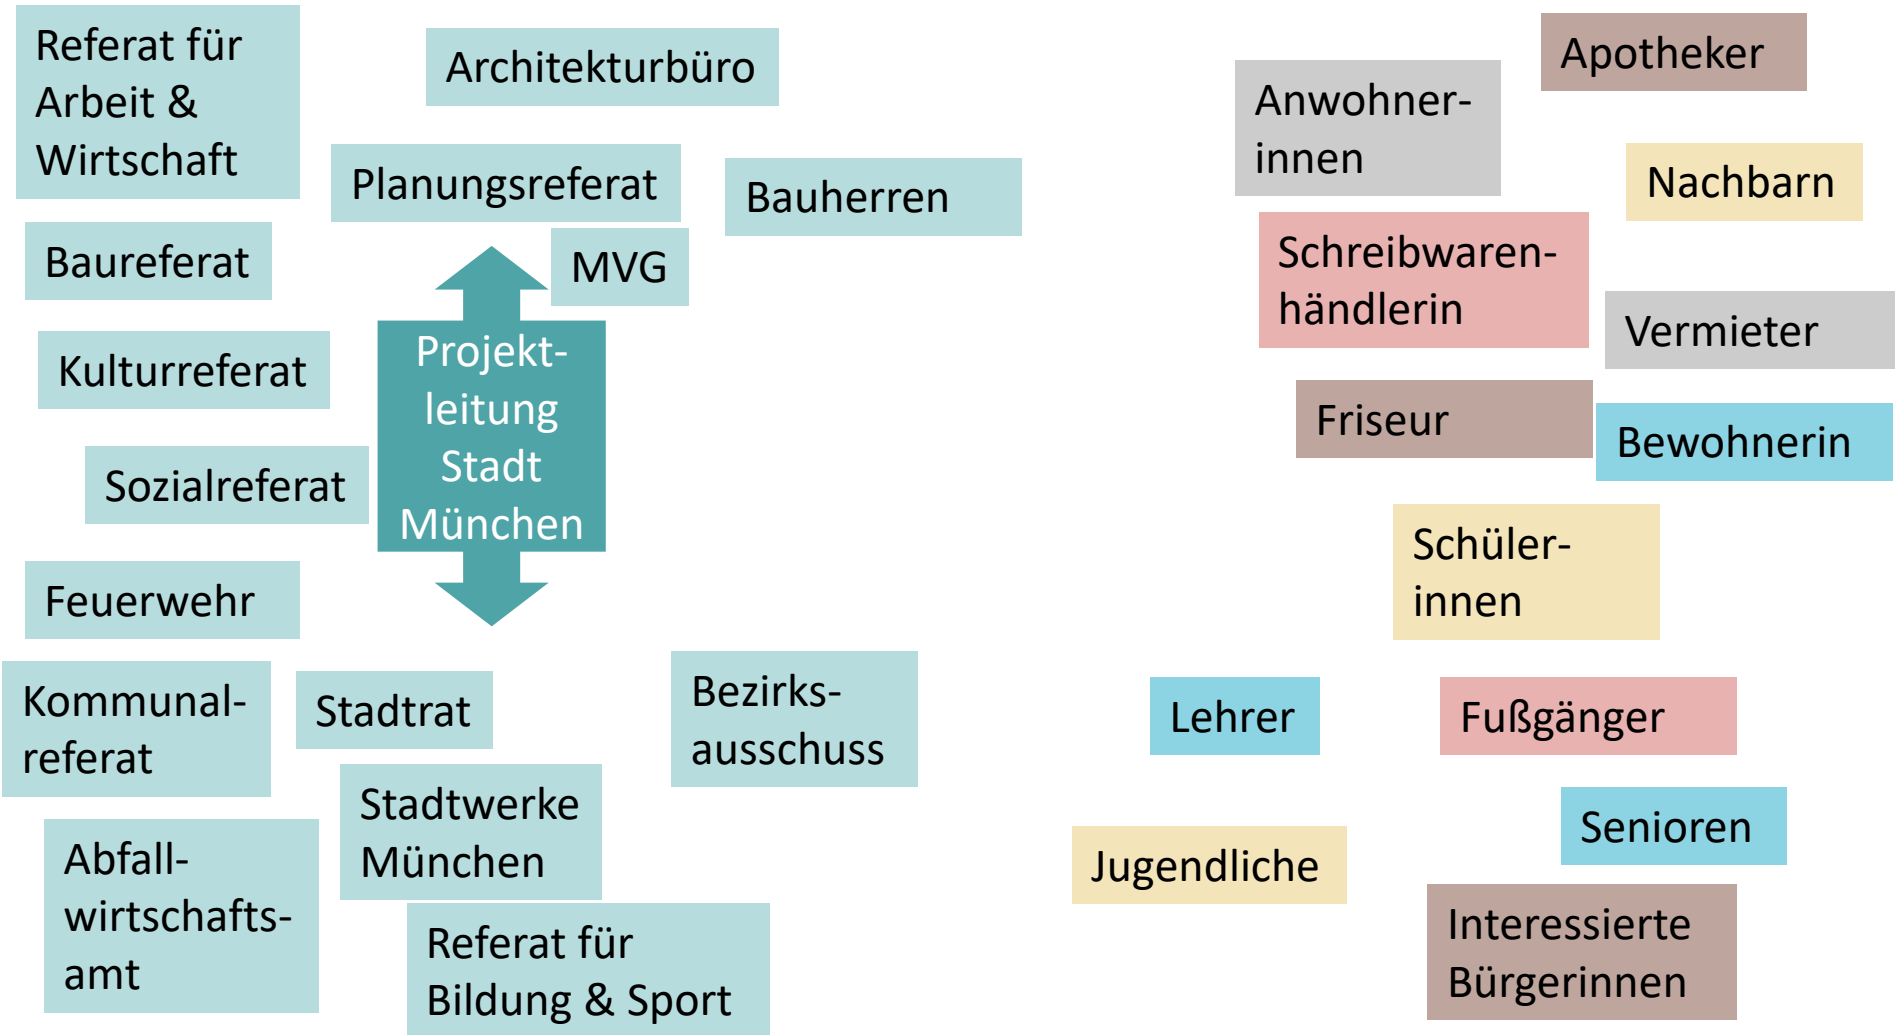 Referat für
Arbeit &
Wirtschaft
Architekturbüro
Planungsreferat
Bauherren
Baureferat
MVG
Kulturreferat
Projekt-
leitung
Stadt
München
Sozialreferat
Feuerwehr
Kommunal-
referat
Stadtrat
Bezirks-
ausschuss
Stadtwerke
München
Abfall-
wirtschafts-
amt
Referat für
Bildung & Sport
Apotheker
Anwohner-
innen
Nachbarn
Schreibwaren-
händlerin
Vermieter
Friseur
Bewohnerin
Schüler-
innen
Lehrer
Fußgänger
Senioren
Jugendliche
Interessierte
Bürgerinnen